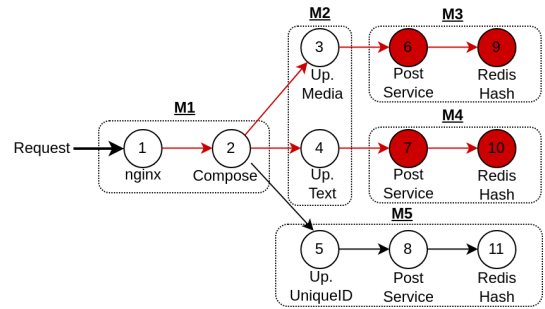 M2
M3
3
6
9
Up.
Media
Post
Service
Redis
Hash
M1
M4
Request
1
2
4
7
10
nginx
Compose
Up.
Text
Post
Service
Redis
Hash
M5
5
8
11
Up.
UniqueID
Post
Service
Redis
Hash